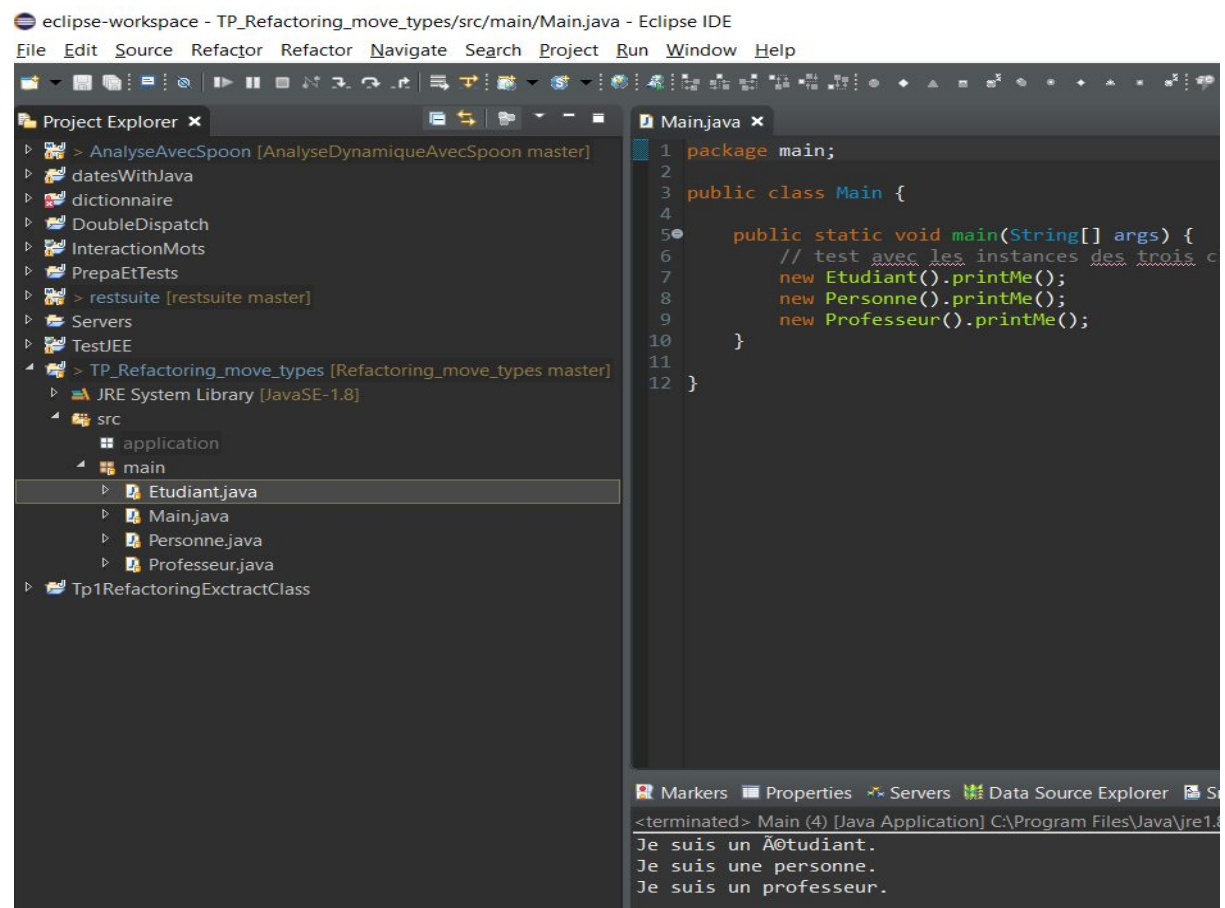 eclipse-workspace - TP_Refactoring_move_types/src/main/Main.java - Eclipse IDE
File Edit Source Refactor Refactor Navigate Search Project Run Window Help
Project Explorer
> AnalyseAvecSpoon [AnalyseDynamiqueAvecSpoon master]
datesWithJava
dictionnaire
DoubleDispatch
InteractionMots
PrepaEtTests
> restsuite [restsuite master]
Servers
TestJEE
> TP_Refactoring_move_types [Refactoring_move_types master]
JRE System Library [JavaSE-1.8]
src
application
main
Etudiant.java
Main.java
Personne.java
Professeur.java
Tp1RefactoringExctractClass
Main.java
1 package main;
2
3 public class Main {
4
5 public static void main(String[] args) {
6 // test avec les instances des trois c
7 new Etudiant().printMe();
8 new Personne().printMe();
9 new Professeur().printMe();
10 }
11
12 }
Markers Properties Servers Data Source Explorer Sn
<terminated> Main (4) [Java Application] C:\Program Files\Java\jre1.8
Je suis un Ã©tudiant.
Je suis une personne.
Je suis un professeur.